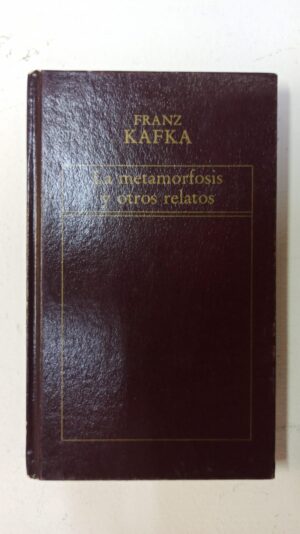 FRANZ
KAFKA
La metamorfosis
y otros relatos